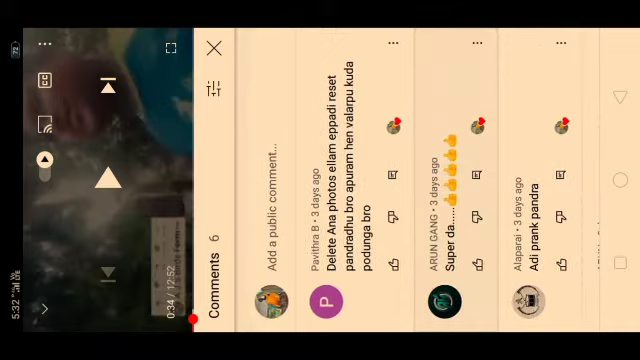 5:32
72
CC
0:34 / 12:52
Comments 6
Add a public comment...
P
Pavithra B • 3 days ago
Delete Ana photos ellam eppadi reset
pandradhu bro apuram hen valarpu kuda
podunga bro
ARUN GANG • 3 days ago
Super da......👍👍👍👍👍
Alaparai • 3 days ago
Adi prank pandra